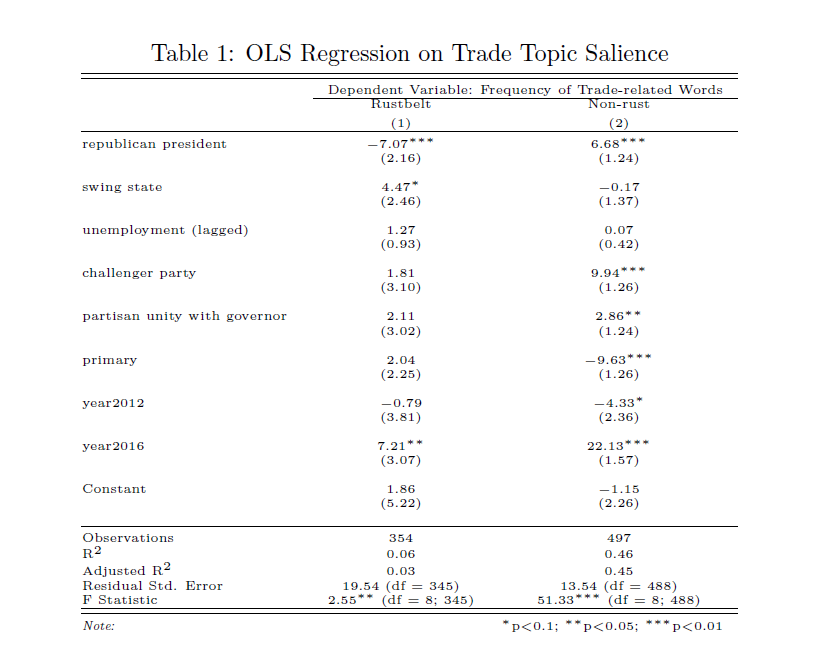 Table 1: OLS Regression on Trade Topic Salience
Dependent Variable: Frequency of Trade-related Words
Rustbelt Non-rust
(1) (2)
republican president −7.07*** 6.68***
(2.16) (1.24)
swing state 4.47* −0.17
(2.46) (1.37)
unemployment (lagged) 1.27 0.07
(0.93) (0.42)
challenger party 1.81 9.94***
(3.10) (1.26)
partisan unity with governor 2.11 2.86**
(3.02) (1.24)
primary 2.04 −9.63***
(2.25) (1.26)
year2012 −0.79 −4.33*
(3.81) (2.36)
year2016 7.21** 22.13***
(3.07) (1.57)
Constant 1.86 −1.15
(5.22) (2.26)
Observations 354 497
R² 0.06 0.46
Adjusted R² 0.03 0.45
Residual Std. Error 19.54 (df = 345) 13.54 (df = 488)
F Statistic 2.55** (df = 8; 345) 51.33*** (df = 8; 488)
Note: *p<0.1; **p<0.05; ***p<0.01